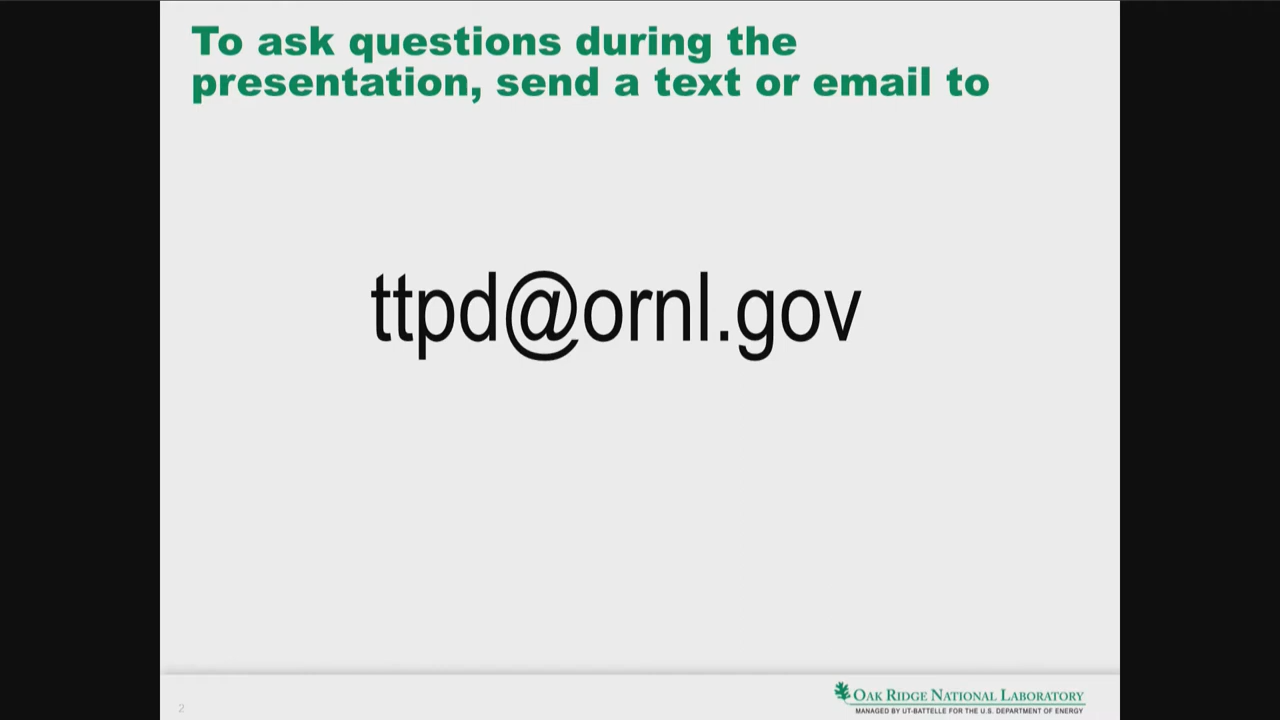 To ask questions during the
presentation, send a text or email to
ttpd@ornl.gov
2
OAK RIDGE NATIONAL LABORATORY
MANAGED BY UT-BATTELLE FOR THE U.S. DEPARTMENT OF ENERGY